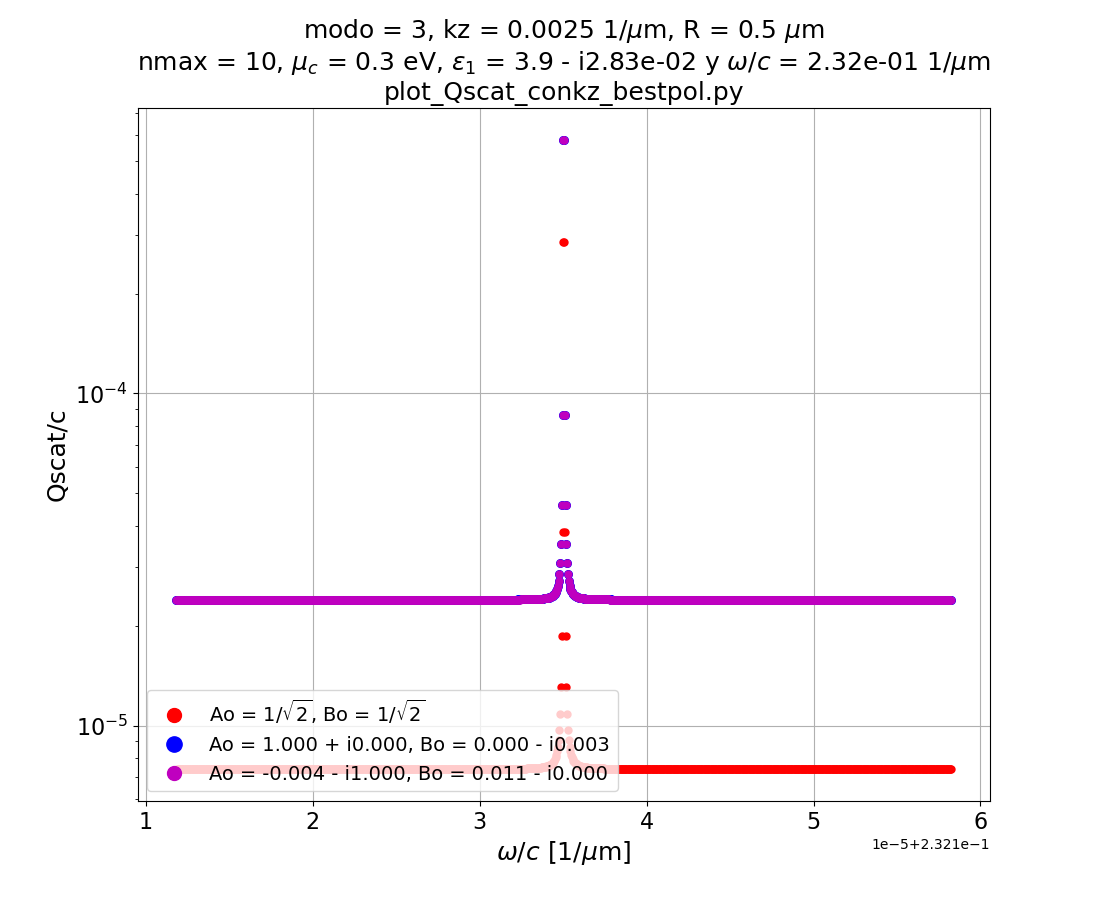 modo = 3, kz = 0.0025 1/μm, R = 0.5 μm
nmax = 10, μ_c = 0.3 eV, ε₁ = 3.9 - i2.83e-02 y ω/c = 2.32e-01 1/μm
plot_Qscat_conkz_bestpol.py
Qscat/c
10⁻⁴
10⁻⁵
Ao = 1/√2, Bo = 1/√2
Ao = 1.000 + i0.000, Bo = 0.000 - i0.003
Ao = -0.004 - i1.000, Bo = 0.011 - i0.000
1 2 3 4 5 6
1e-5+2.321e-1
ω/c [1/μm]